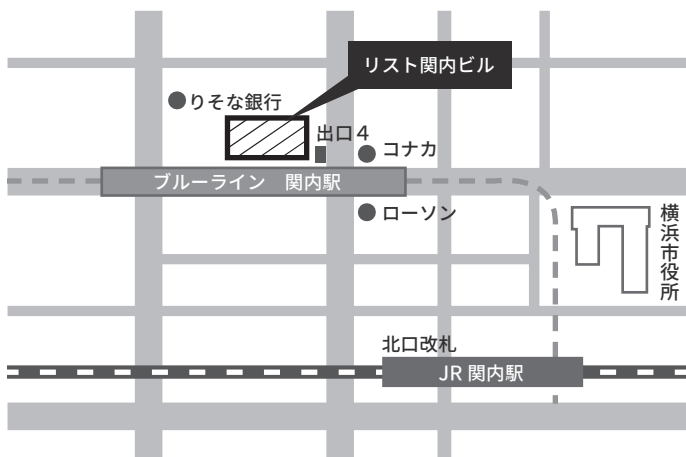 リスト関内ビル
りそな銀行
出口4
コナカ
ブルーライン 関内駅
ローソン
横浜市役所
北口改札
JR関内駅